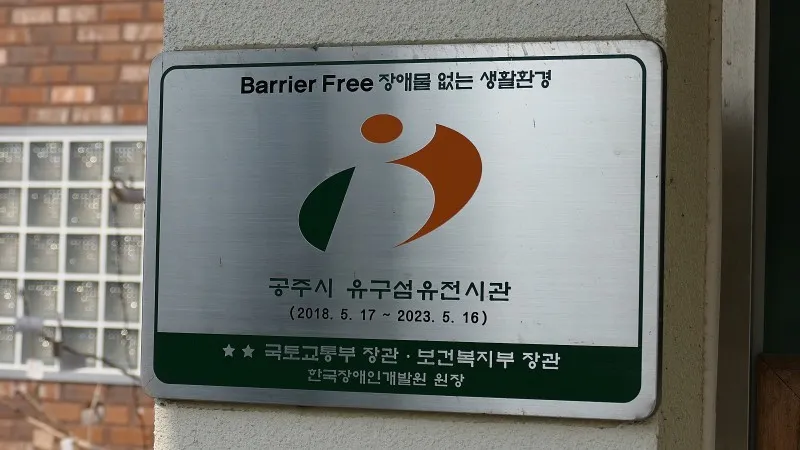 Barrier Free 장애물 없는 생활환경
공주시 유구섬유전시관
(2018. 5. 17 ~ 2023. 5. 16)
★★ 국토교통부 장관 · 보건복지부 장관
한국장애인개발원 원장